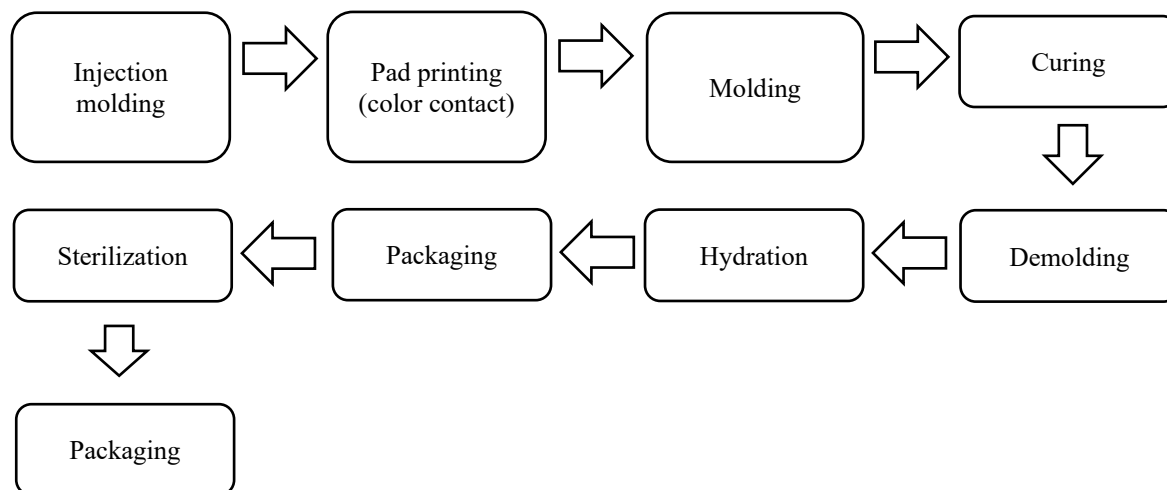 Injection
molding
Pad printing
(color contact)
Molding
Curing
Demolding
Hydration
Packaging
Sterilization
Packaging